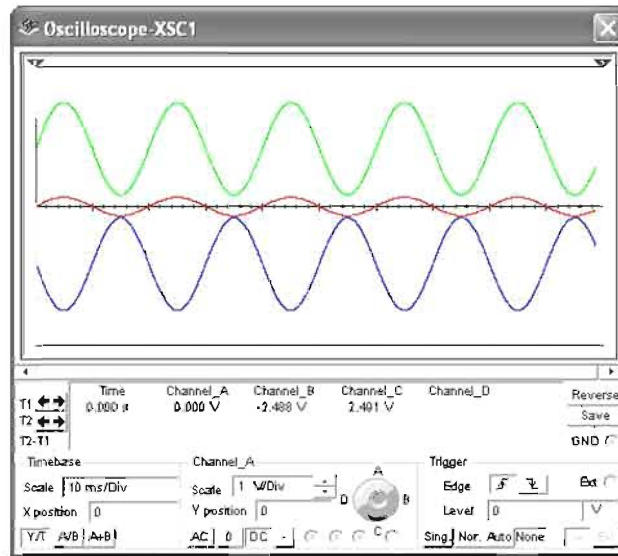 Oscilloscope-XSC1
Time Channel_A Channel_B Channel_C Channel_D
T1 0.000 s 0.000 V -2.488 V 2.491 V
T2
T2-T1
Reverse
Save
GND
Timebase
Scale 10 ms/Div
X position 0
Y/T A/B A+B
Channel_A
Scale 1 V/Div
Y position 0
AC 0 DC -
A
B
C
D
Trigger
Edge Ext
Level 0 V
Sing. Nor. Auto None